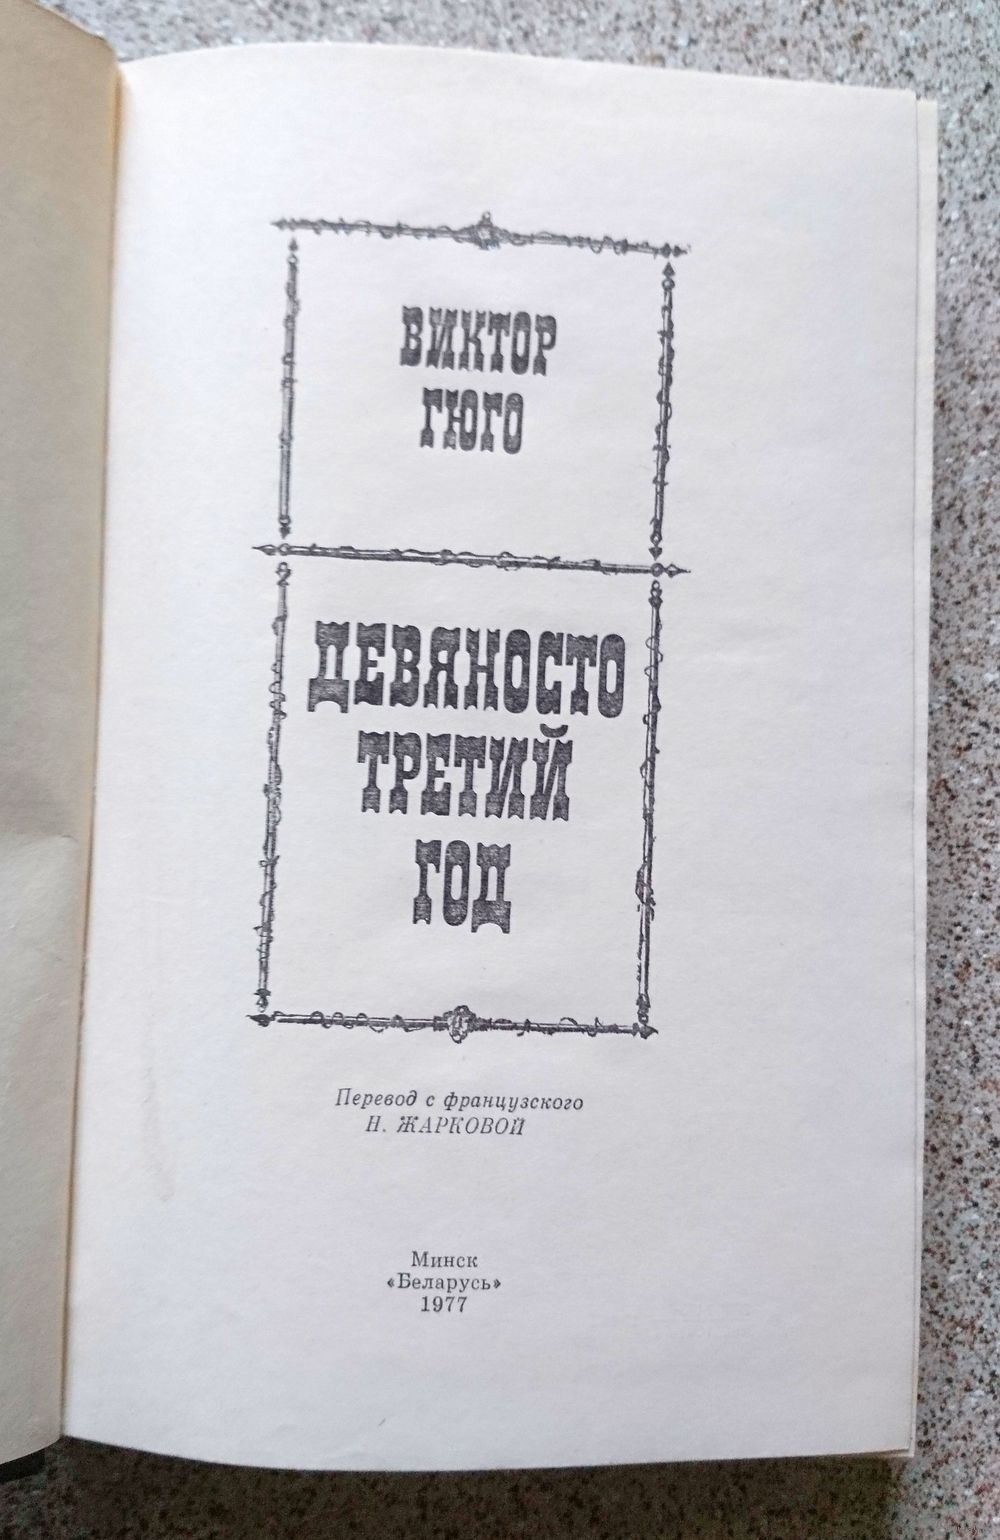 ВИКТОР
ГЮГО
ДЕВЯНОСТО
ТРЕТИЙ
ГОД
Перевод с французского
Н. ЖАРКОВОЙ
Минск
«Беларусь»
1977